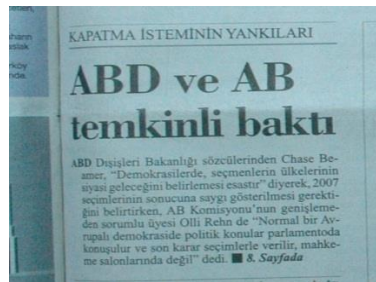 KAPATMA İSTEMİNİN YANKILARI
ABD ve AB
temkinli baktı
ABD Dışişleri Bakanlığı sözcülerinden Chase Be-
amer, “Demokrasilerde, seçmenlerin ülkelerinin
siyasi geleceğini belirlemesi esastır” diyerek, 2007
seçimlerinin sonucuna saygı gösterilmesi gerekti-
ğini belirtirken, AB Komisyonu’nun genişleme-
den sorumlu üyesi Olli Rehn de “Normal bir Av-
rupalı demokraside politik konular parlamentoda
konuşulur ve son karar seçimlerle verilir, mahke-
me salonlarında değil” dedi. ■ 8. Sayfada